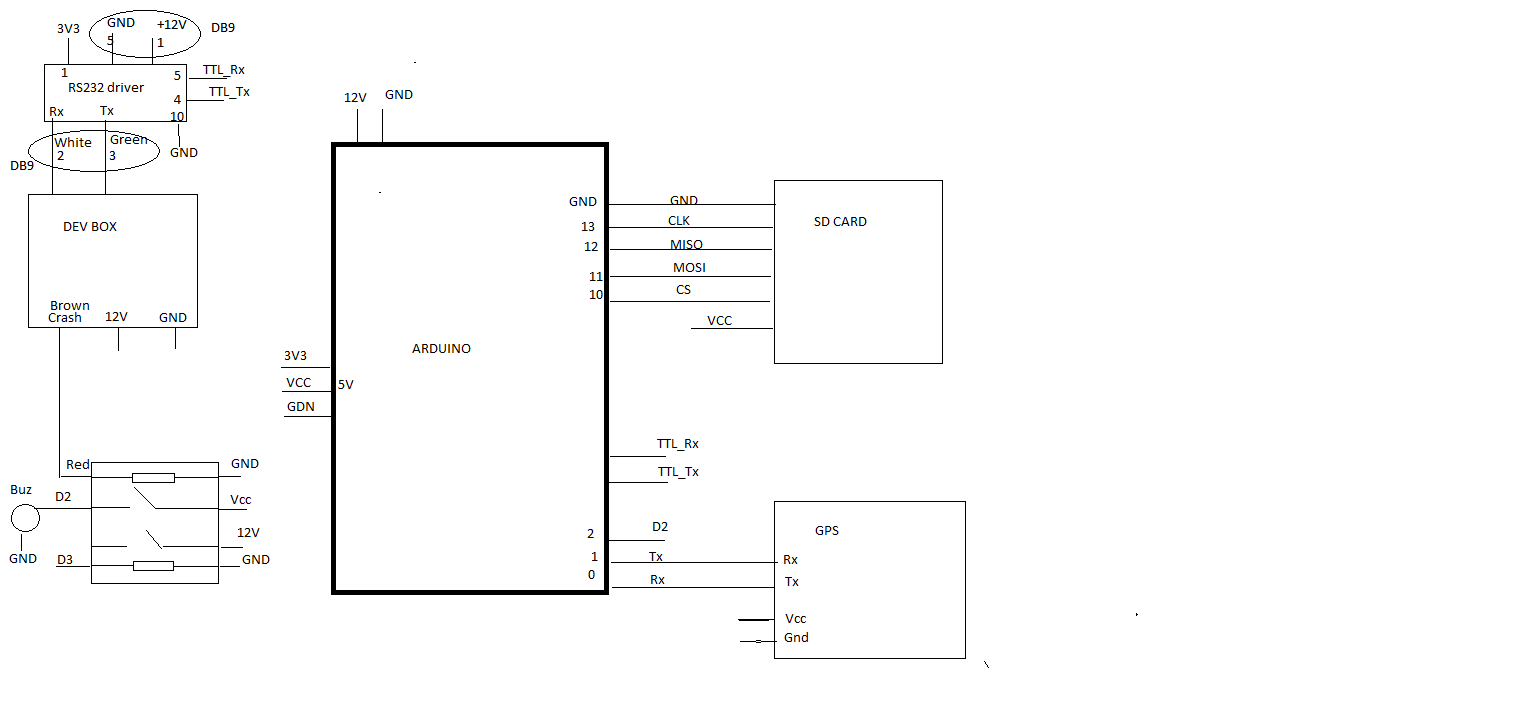 3V3
GND
+12V
DB9
5
1
1
5
TTL_Rx
RS232 driver
4
TTL_Tx
Rx
Tx
10
White
Green
2
3
GND
DB9
DEV BOX
Brown
Crash
12V
GND
Red
GND
Buz
D2
Vcc
12V
GND
D3
GND
12V
GND
ARDUINO
3V3
VCC
5V
GDN
GND
GND
13
CLK
12
MISO
11
MOSI
10
CS
VCC
SD CARD
TTL_Rx
TTL_Tx
2
D2
1
Tx
0
Rx
GPS
Rx
Tx
Vcc
Gnd